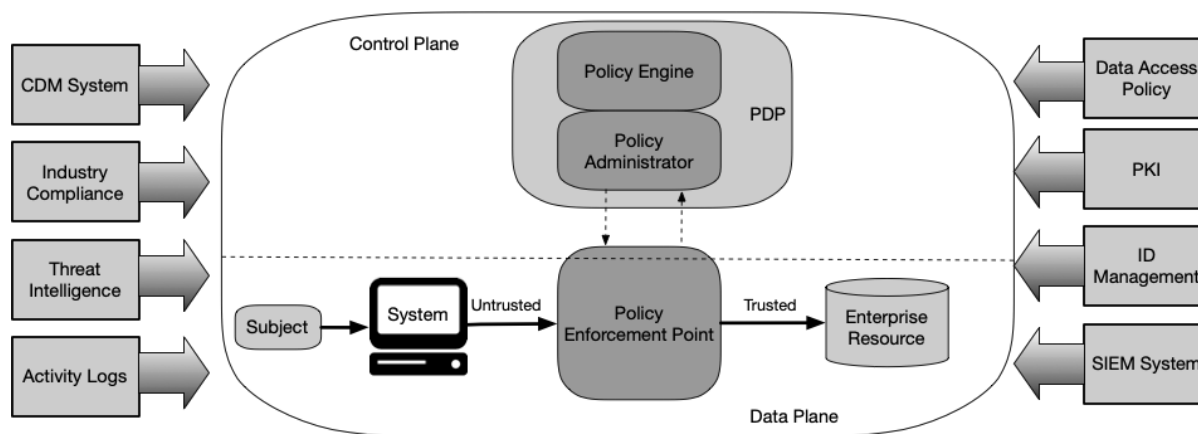 Control Plane
Policy Engine
PDP
Policy
Administrator
CDM System
Industry
Compliance
Threat
Intelligence
Activity Logs
Subject
System
Untrusted
Policy
Enforcement Point
Trusted
Enterprise
Resource
Data Plane
Data Access
Policy
PKI
ID
Management
SIEM System